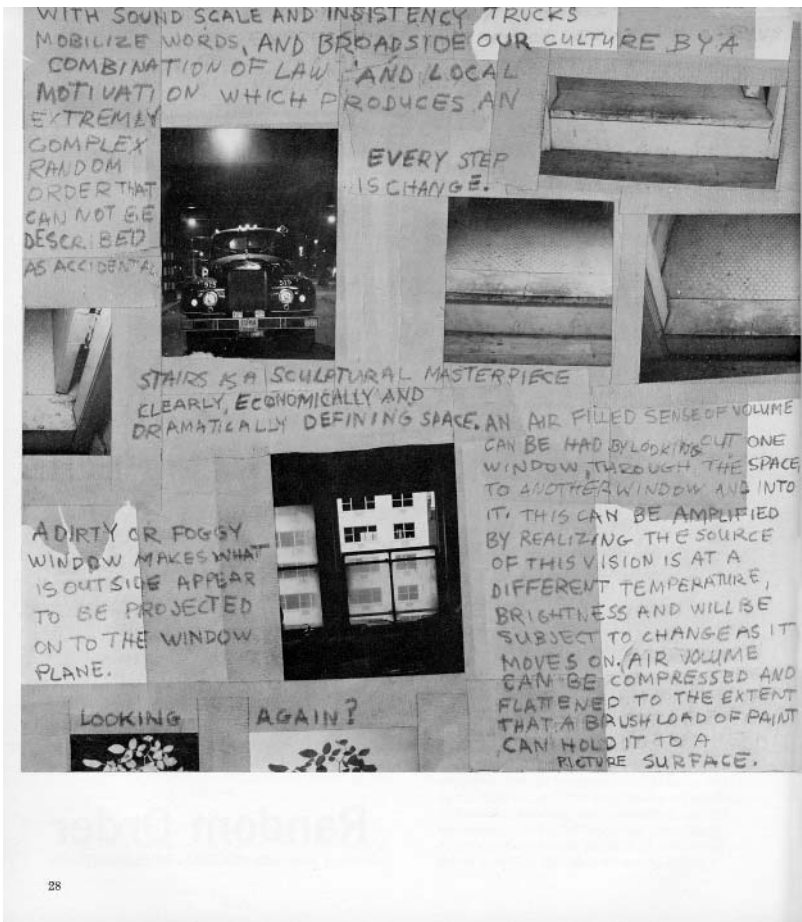 WITH SOUND SCALE AND INSISTENCY TRUCKS
MOBILIZE WORDS, AND BROADSIDE OUR CULTURE BY A
COMBINATION OF LAW AND LOCAL
MOTIVATION WHICH PRODUCES AN
EXTREMLY
COMPLEX
RANDOM
ORDER THAT
CAN NOT BE
DESCRIBED
AS ACCIDENTAL.
EVERY STEP
IS CHANGE.
STAIRS IS A SCULPTURAL MASTERPIECE
CLEARLY, ECONOMICALLY AND
DRAMATICALLY DEFINING SPACE.
AN AIR FILLED SENSE OF VOLUME
CAN BE HAD BY LOOKING OUT ONE
WINDOW, THROUGH THE SPACE
TO ANOTHER WINDOW AND INTO
IT. THIS CAN BE AMPLIFIED
BY REALIZING THE SOURCE
OF THIS VISION IS AT A
DIFFERENT TEMPERATURE,
BRIGHTNESS AND WILL BE
SUBJECT TO CHANGE AS IT
MOVES ON. AIR VOLUME
CAN BE COMPRESSED AND
FLATTENED TO THE EXTENT
THAT A BRUSH LOAD OF PAINT
CAN HOLD IT TO A
PICTURE SURFACE.
A DIRTY OR FOGGY
WINDOW MAKES WHAT
IS OUTSIDE APPEAR
TO BE PROJECTED
ON TO THE WINDOW
PLANE.
LOOKING AGAIN?
Random Order
28